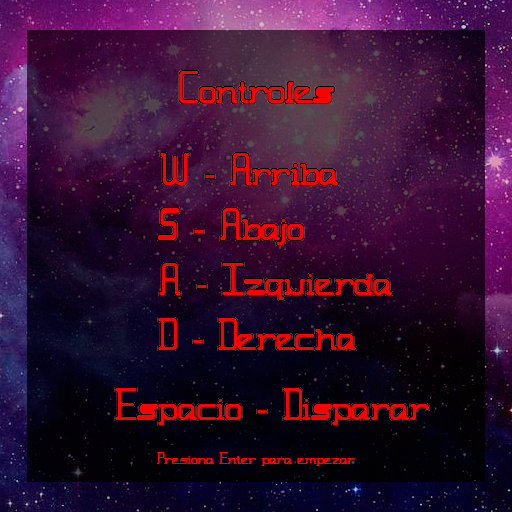 Controles
W - Arriba
S - Abajo
A - Izquierda
D - Derecha
Espacio - Disparar
Presiona Enter para empezar.